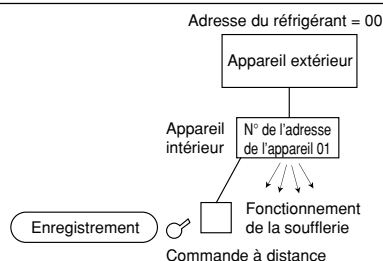 Adresse du réfrigérant = 00
Appareil extérieur
Appareil
intérieur
N° de l'adresse
de l'appareil 01
Fonctionnement
de la soufflerie
Enregistrement
Commande à distance